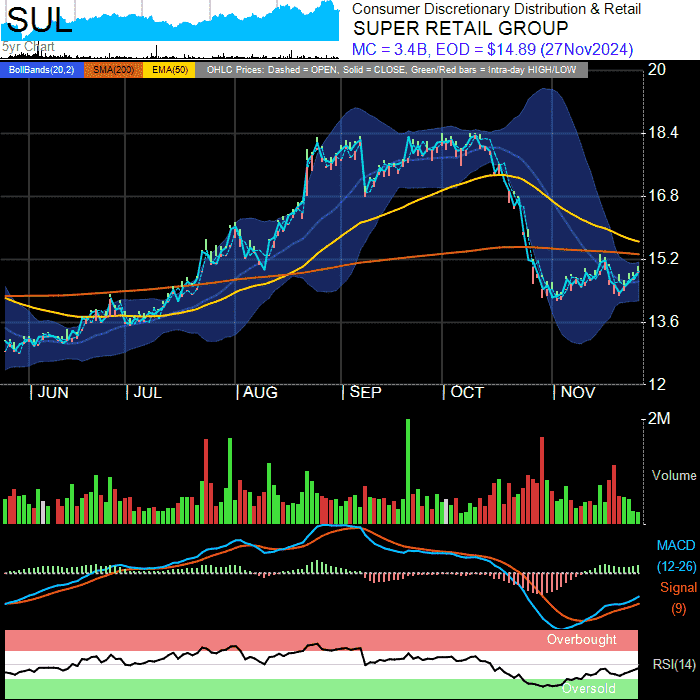 SUL
Consumer Discretionary Distribution & Retail
SUPER RETAIL GROUP
5yr Chart
MC = 3.4B, EOD = $14.89 (27Nov2024)
BollBands(20,2) SMA(200) EMA(50) OHLC Prices: Dashed = OPEN, Solid = CLOSE, Green/Red bars = Intra-day HIGH/LOW
20
18.4
16.8
15.2
13.6
12
JUN JUL AUG SEP OCT NOV
2M
Volume
MACD
(12-26)
Signal
(9)
Overbought
RSI(14)
Oversold